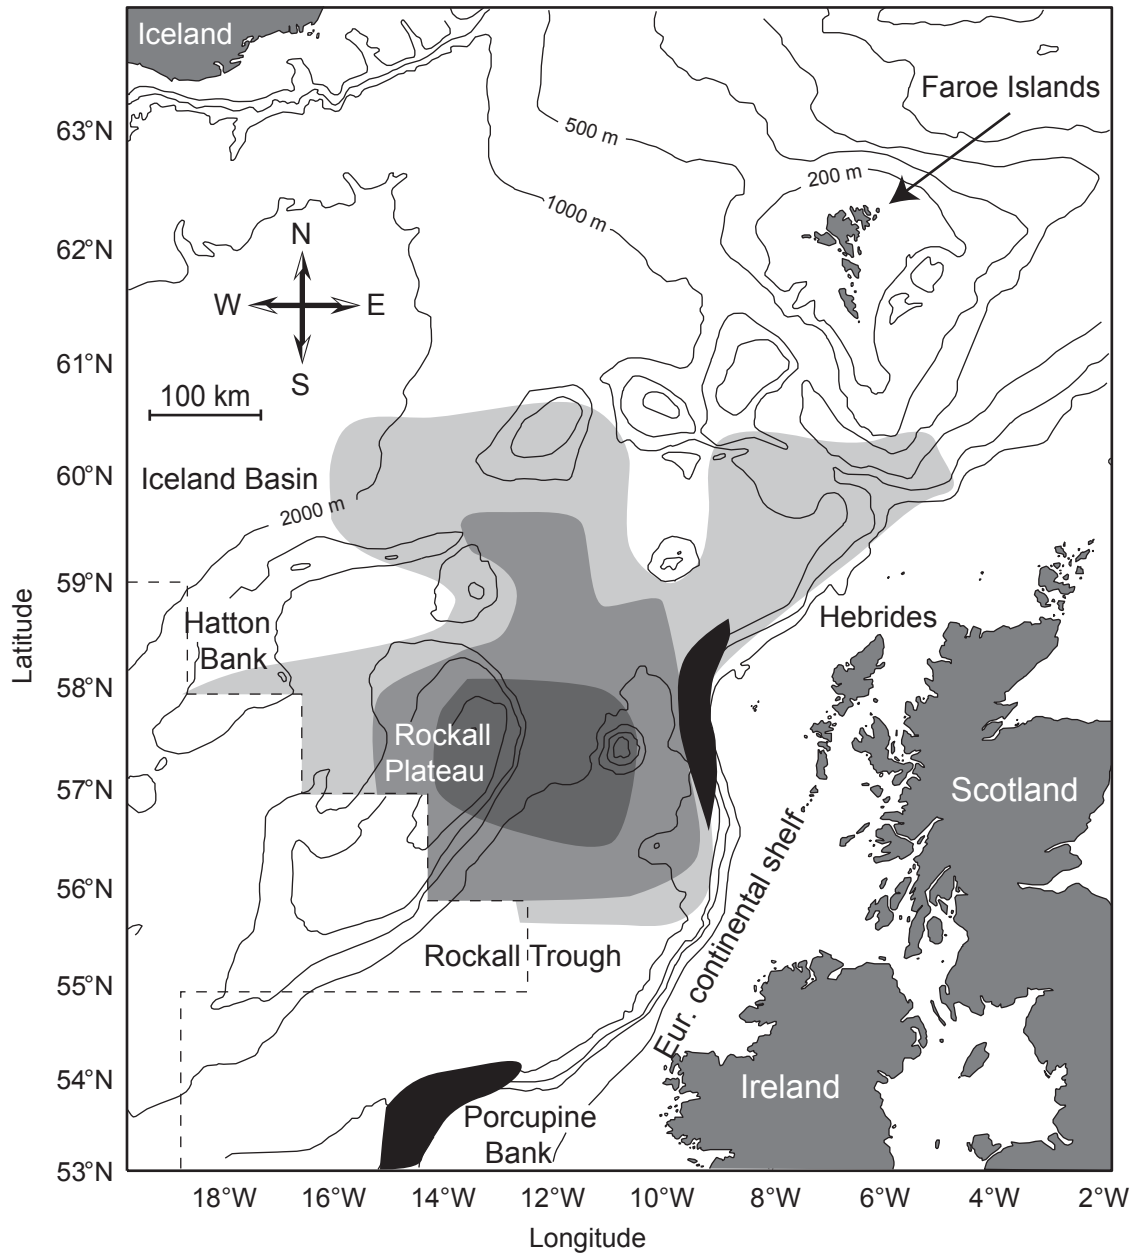 Iceland
Faroe Islands
63°N
500 m
200 m
1000 m
62°N
N
W
E
S
61°N
100 km
60°N
Iceland Basin
2000 m
59°N
Latitude
Hatton
Bank
Hebrides
58°N
Rockall
Plateau
57°N
Scotland
56°N
Eur. continental shelf
Rockall Trough
55°N
54°N
Ireland
Porcupine
Bank
53°N
18°W
16°W
14°W
12°W
10°W
8°W
6°W
4°W
2°W
Longitude